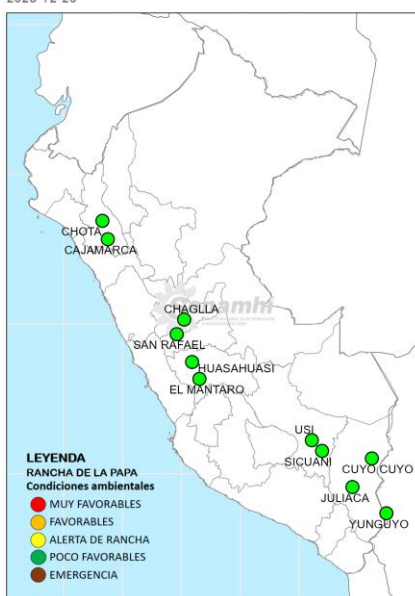 CHOTA
CAJAMARCA
Senamhi
CHAGLLA
SAN RAFAEL
HUASAHUASI
EL MANTARO
USI
SICUANI
CUYO CUYO
JULIACA
YUNGUYO
LEYENDA
RANCHA DE LA PAPA
Condiciones ambientales
MUY FAVORABLES
FAVORABLES
ALERTA DE RANCHA
POCO FAVORABLES
EMERGENCIA